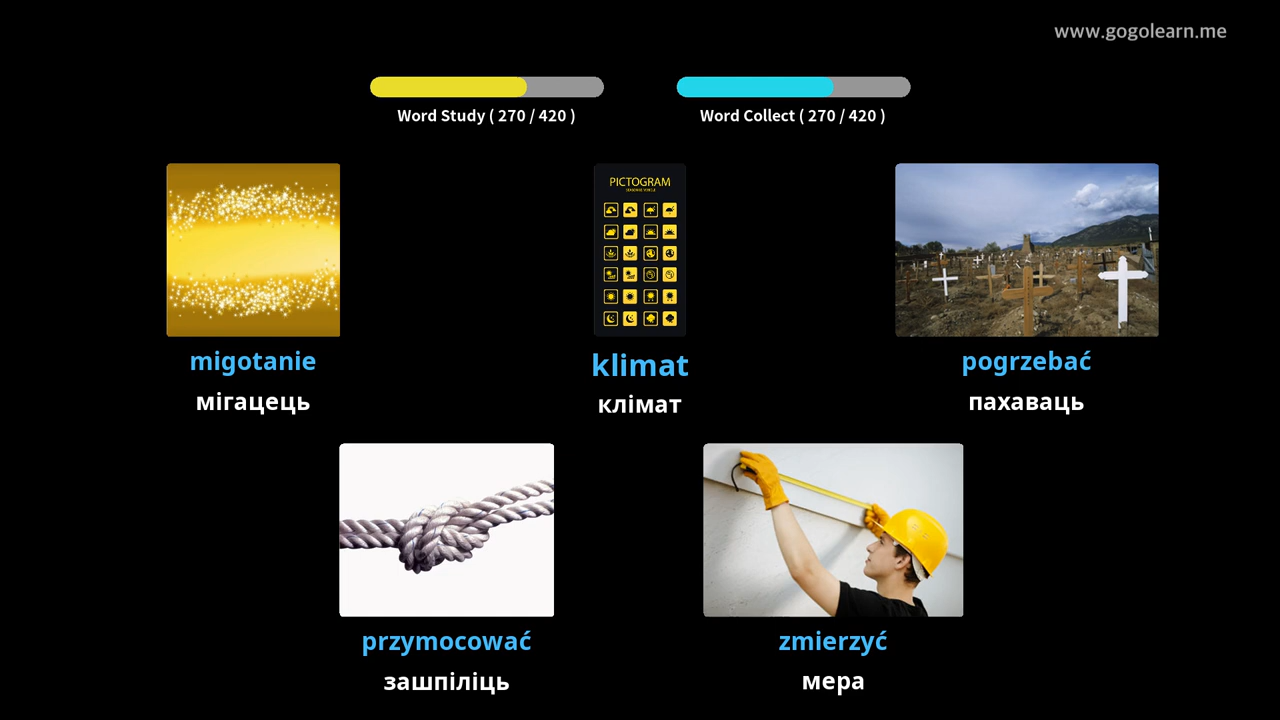 www.gogolearn.me
Word Study ( 270 / 420 )
Word Collect ( 270 / 420 )
PICTOGRAM
migotanie
мігацець
klimat
клімат
pogrzebać
пахаваць
przymocować
зашпіліць
zmierzyć
мера